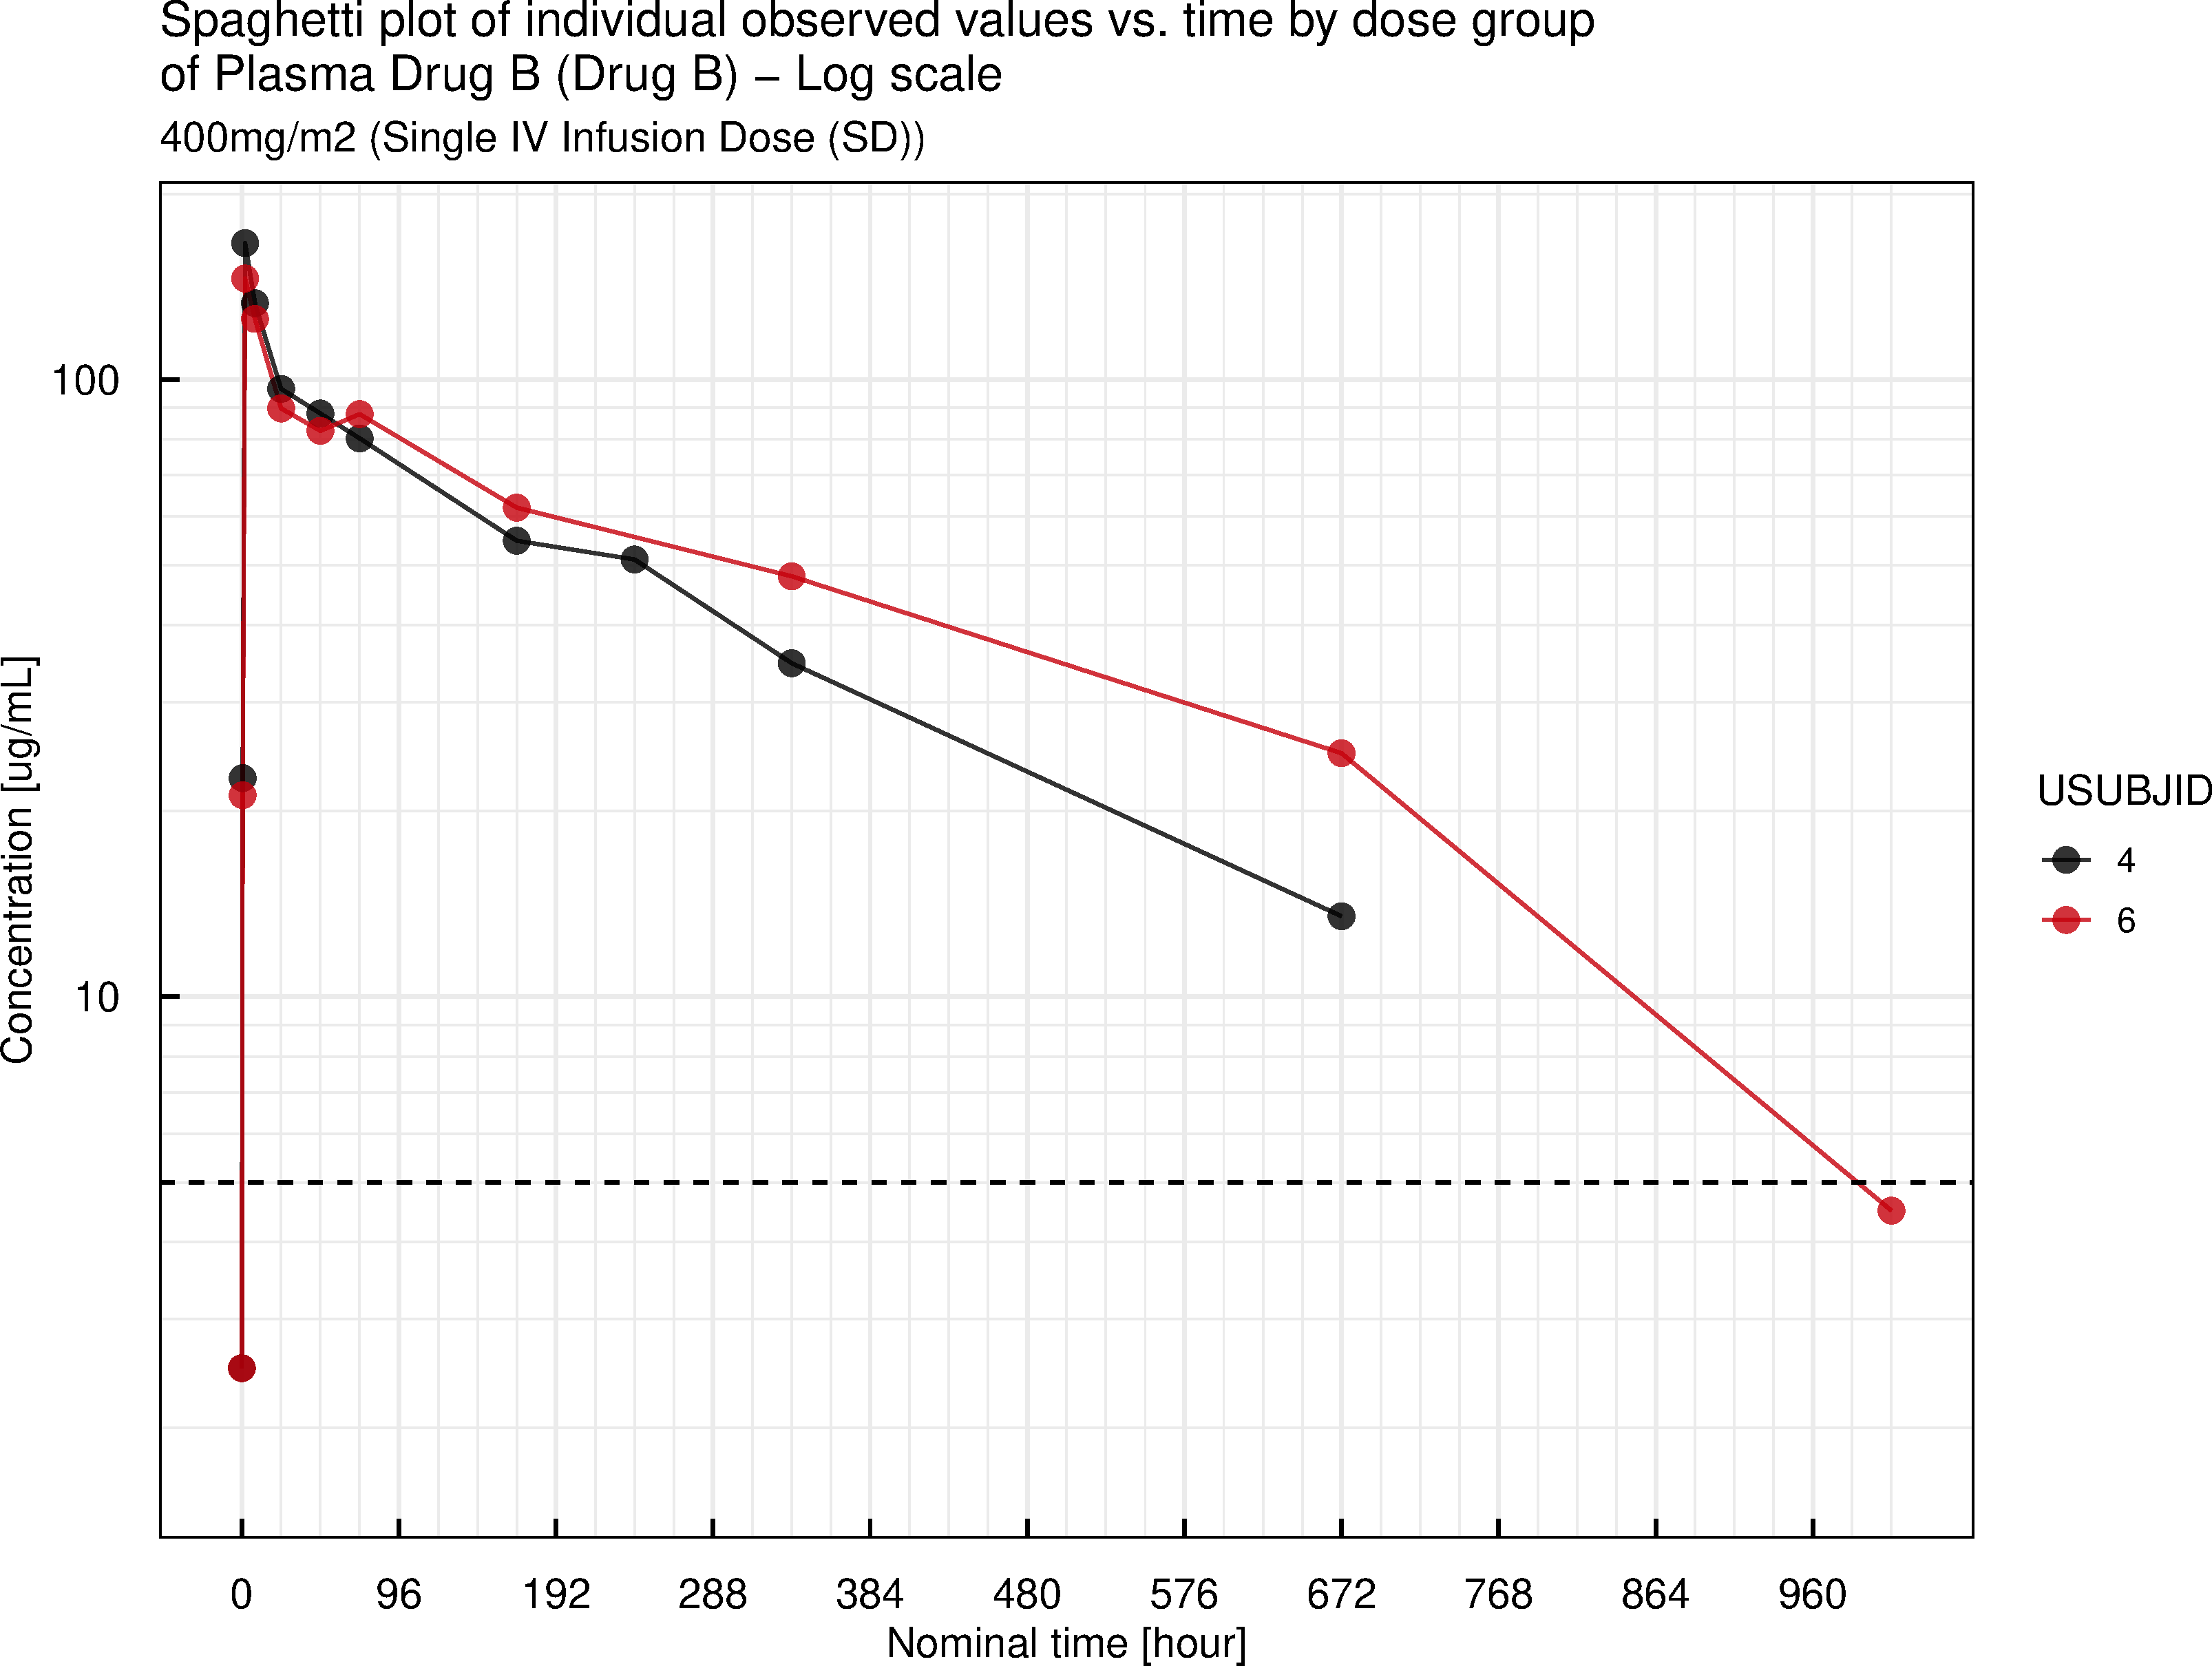 Spaghetti plot of individual observed values vs. time by dose group
of Plasma Drug B (Drug B) − Log scale
400mg/m2 (Single IV Infusion Dose (SD))
100
10
Concentration [ug/mL]
0 96 192 288 384 480 576 672 768 864 960
Nominal time [hour]
USUBJID
4
6